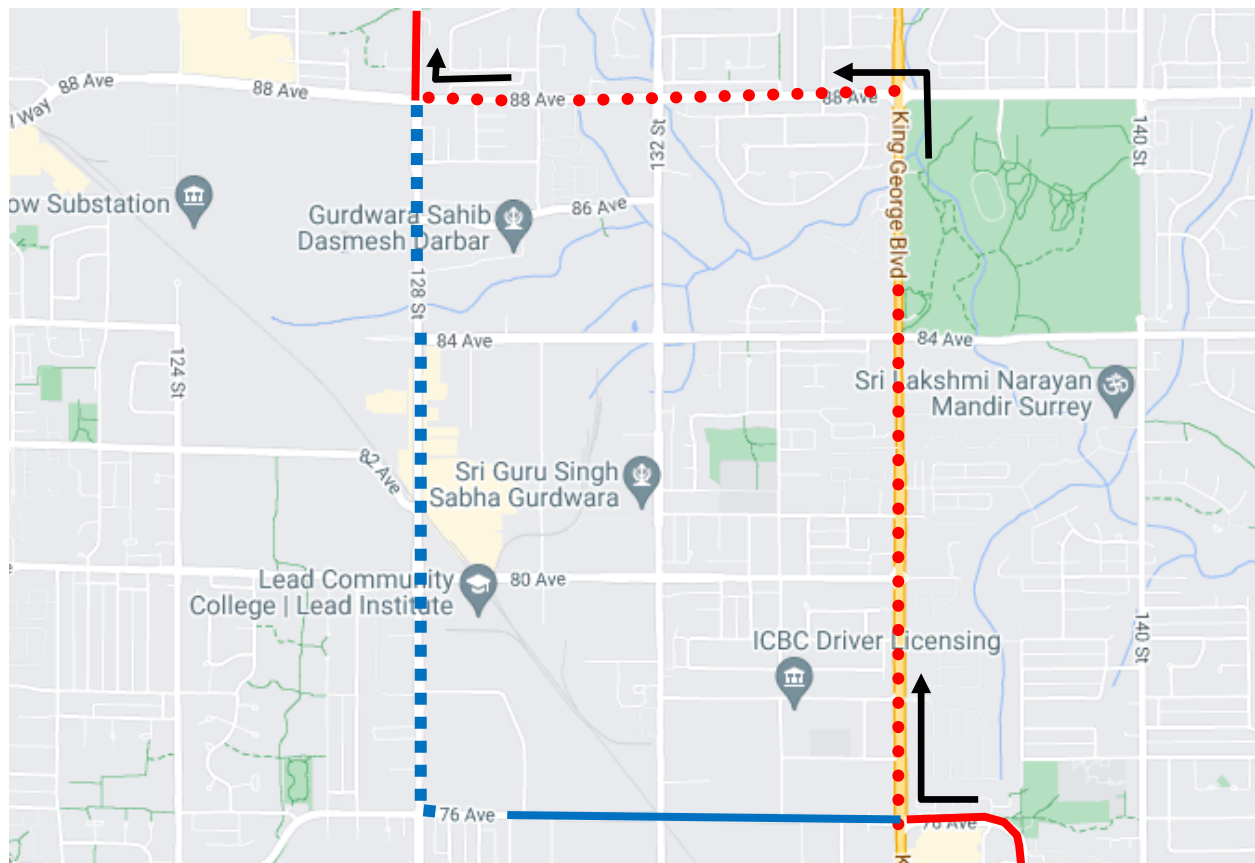 88 Ave
88 Ave
88 Ave
88 Ave
Way
140 St
132 St
King George Blvd
ow Substation
86 Ave
Gurdwara Sahib
Dasmesh Darbar
128 St
84 Ave
84 Ave
124 St
Sri Lakshmi Narayan
Mandir Surrey
82 Ave
Sri Guru Singh
Sabha Gurdwara
Lead Community
College | Lead Institute
80 Ave
ICBC Driver Licensing
140 St
76 Ave
76 Ave
K